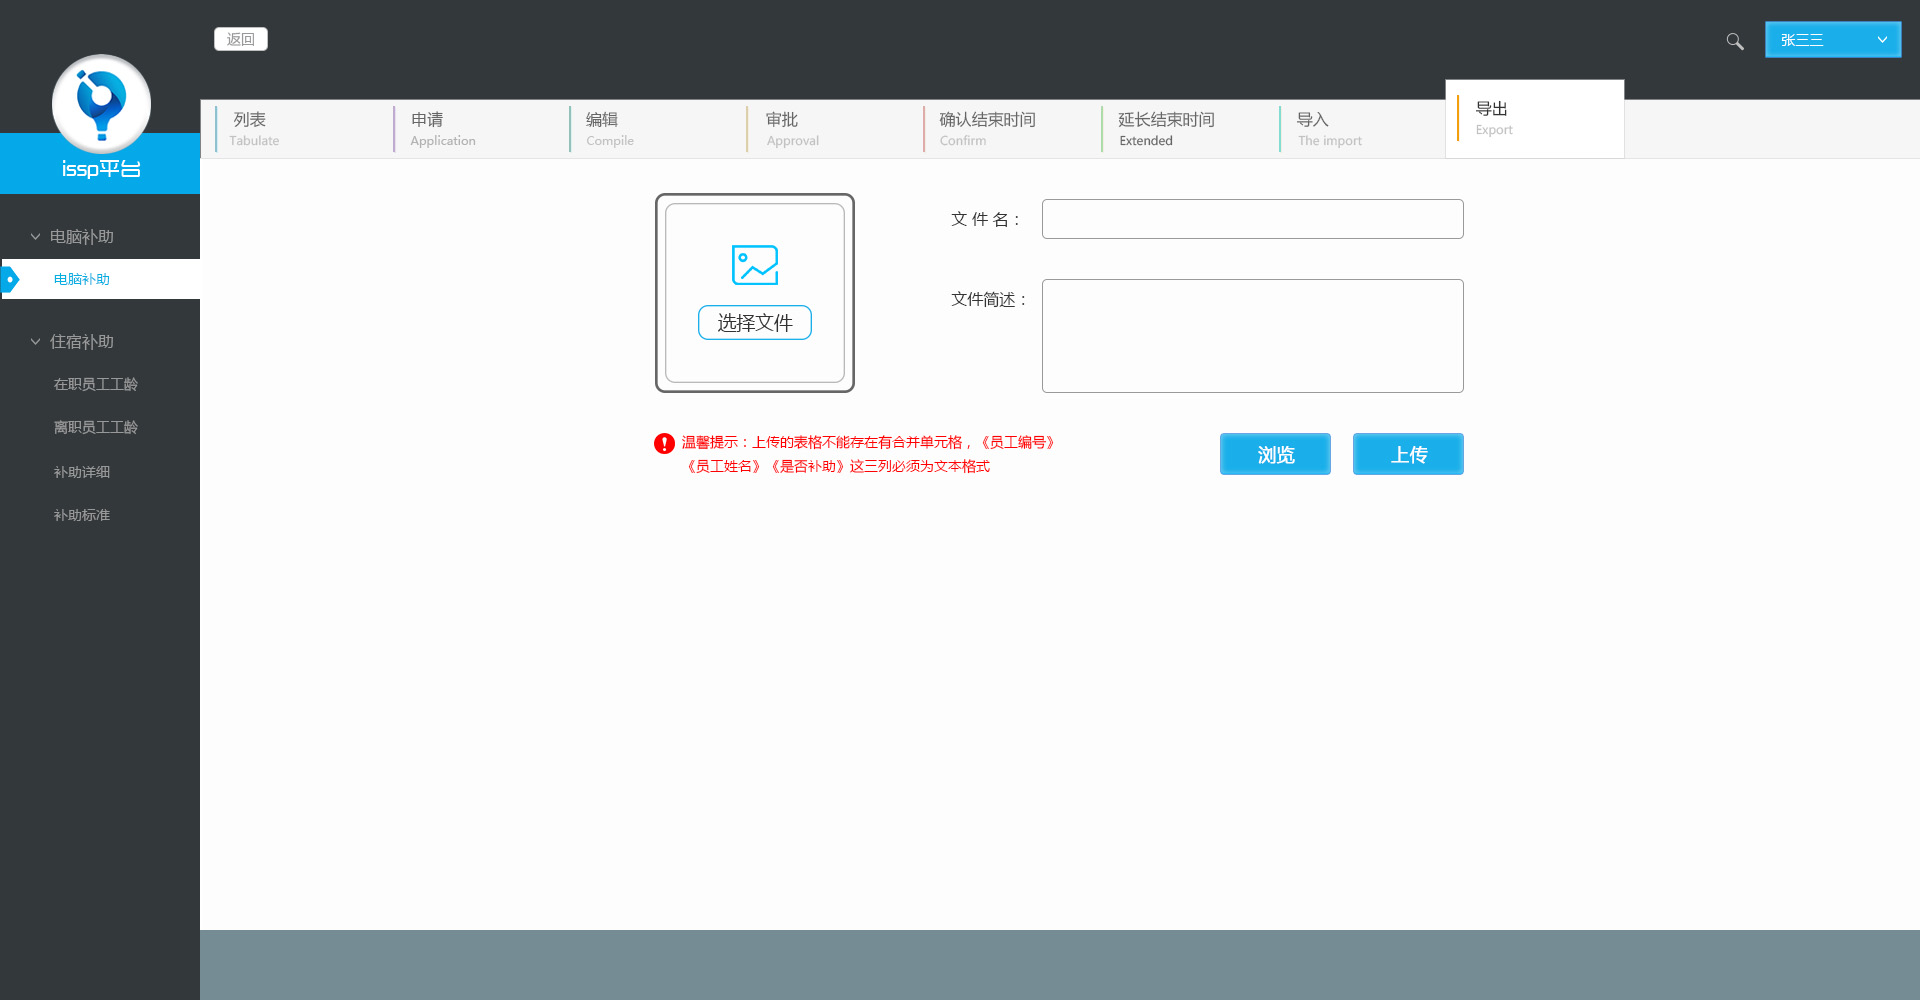 返回
张三三
issp平台
列表
Tabulate
申请
Application
编辑
Compile
审批
Approval
确认结束时间
Confirm
延长结束时间
Extended
导入
The import
导出
Export
电脑补助
电脑补助
住宿补助
在职员工工龄
离职员工工龄
补助详细
补助标准
选择文件
文 件 名：
文件简述：
温馨提示：上传的表格不能存在有合并单元格，《员工编号》
《员工姓名》《是否补助》这三列必须为文本格式
浏览
上传